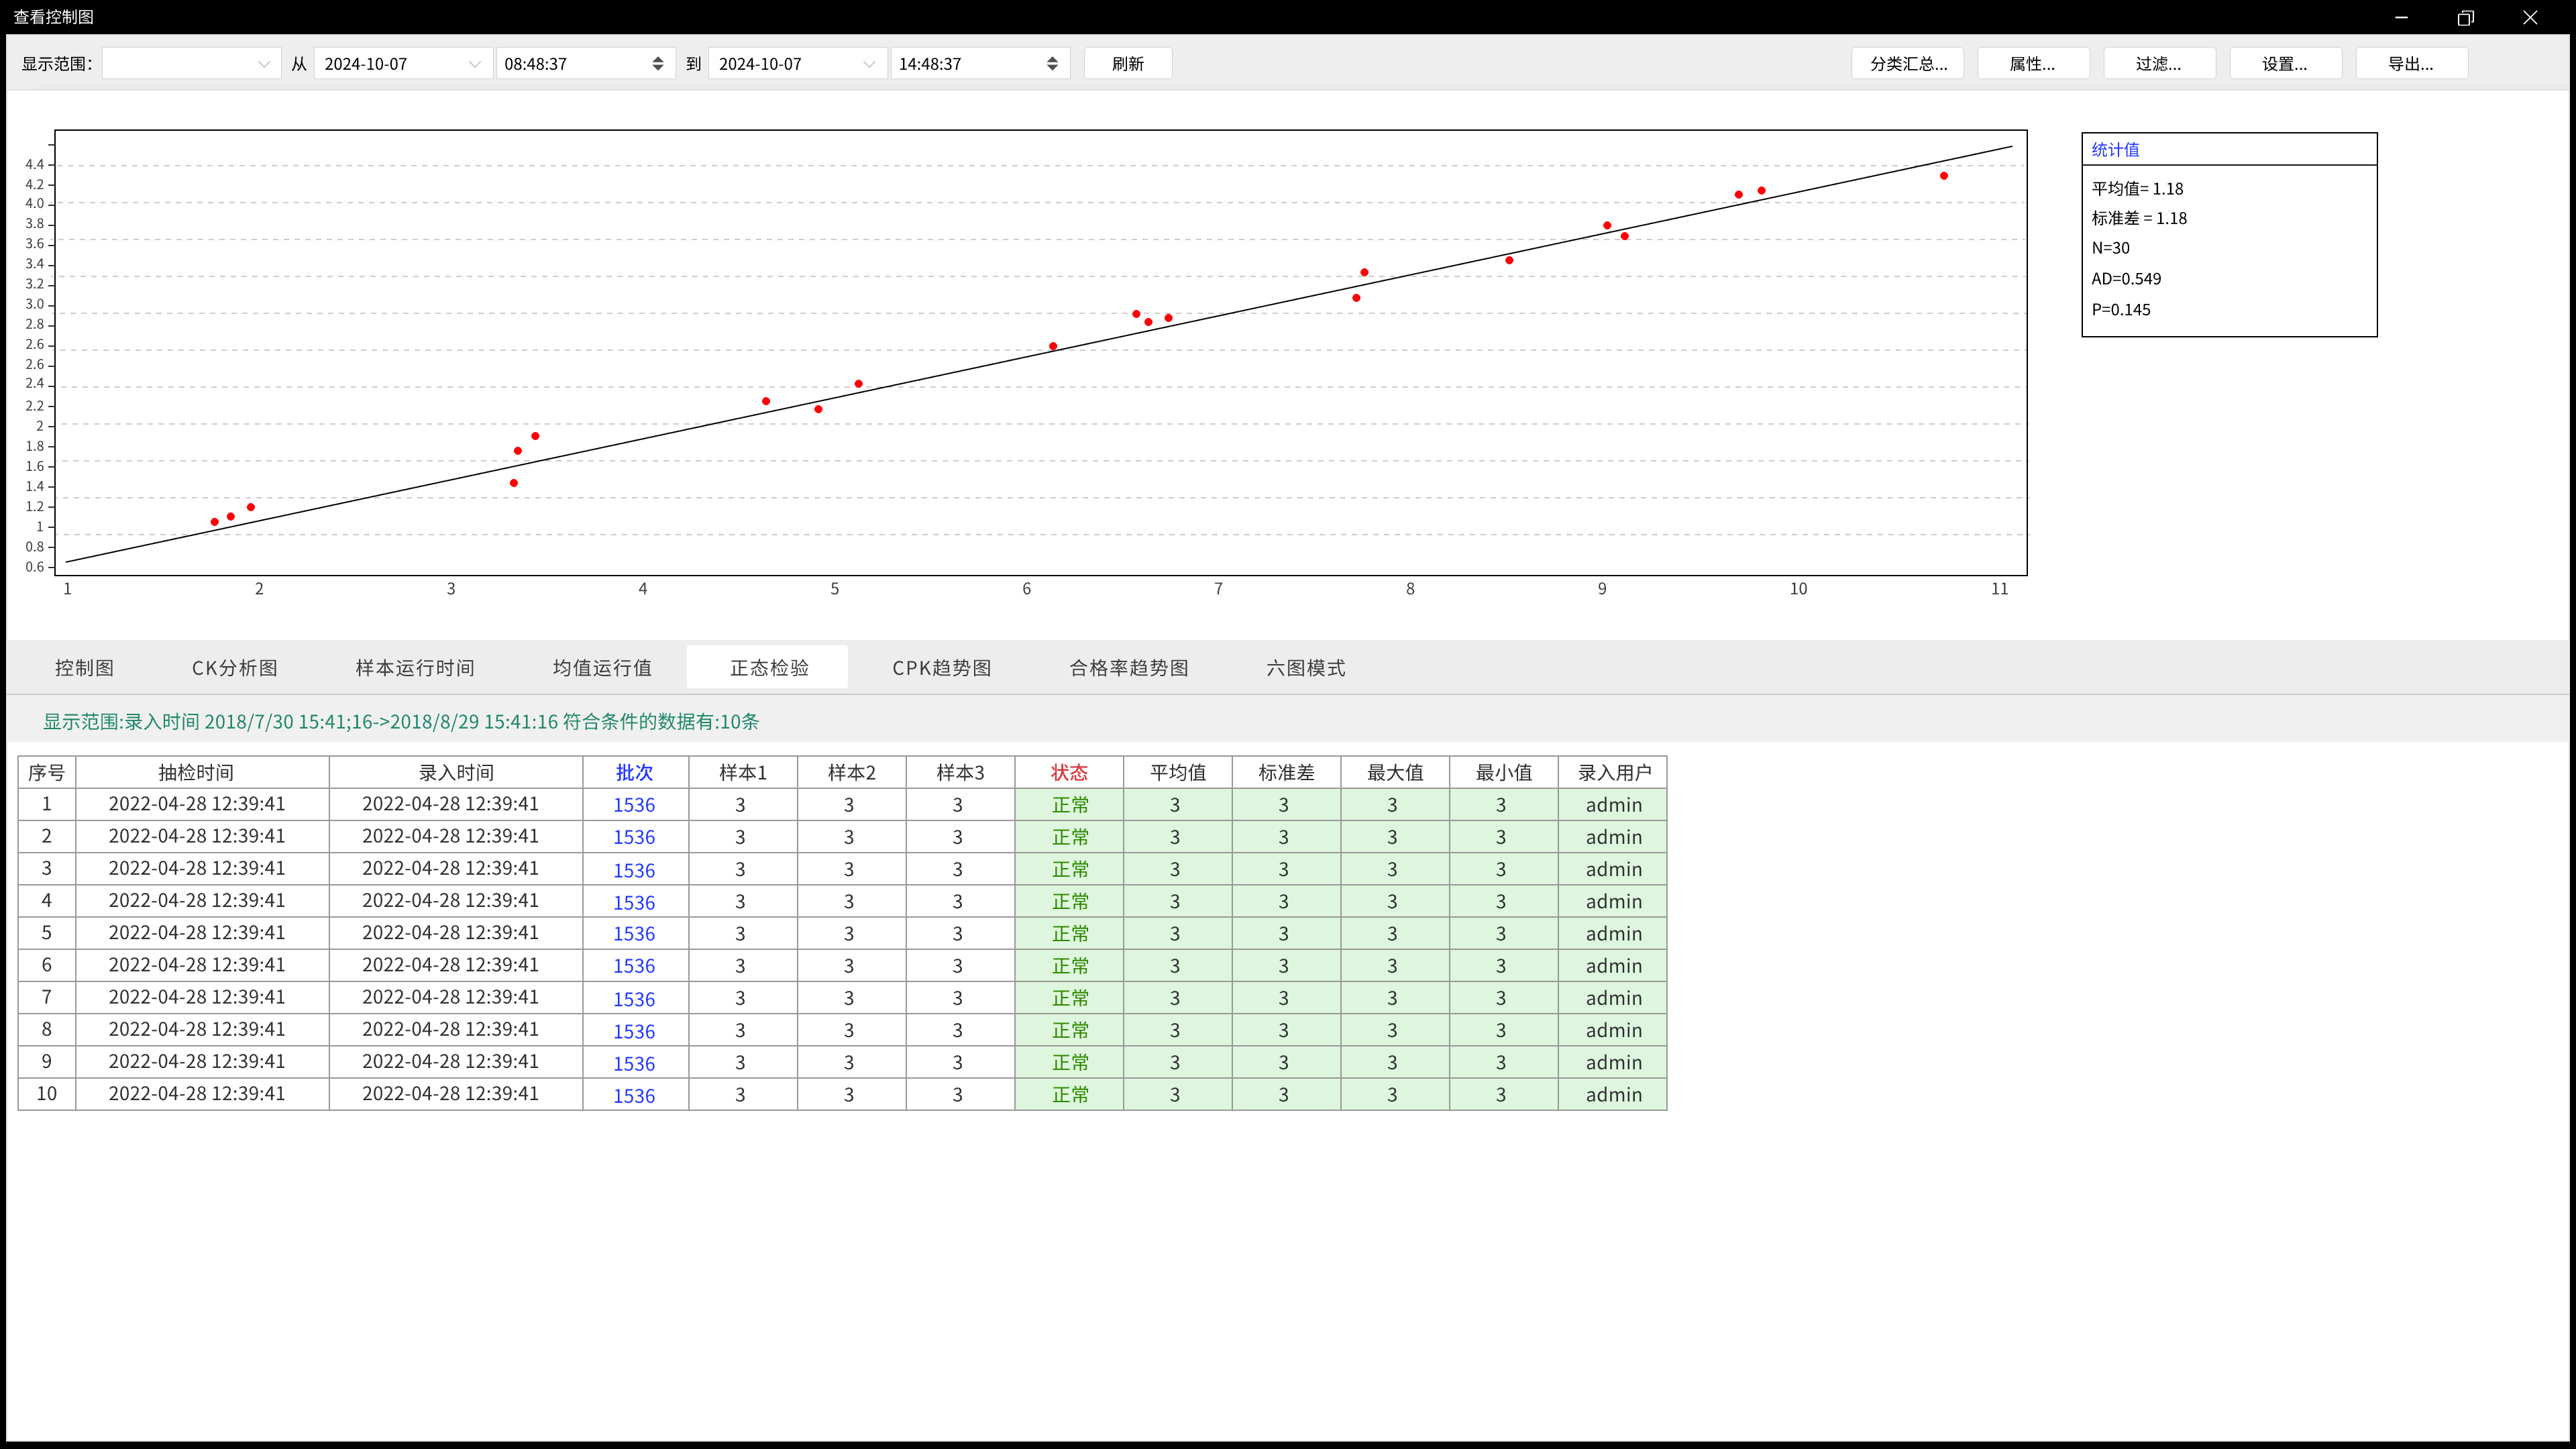 查看控制图
显示范围： 从 2024-10-07 08:48:37 到 2024-10-07 14:48:37 刷新 分类汇总... 属性... 过滤... 设置... 导出...
4.4
4.2
4.0
3.8
3.6
3.4
3.2
3.0
2.8
2.6
2.6
2.4
2.2
2
1.8
1.6
1.4
1.2
1
0.8
0.6
1 2 3 4 5 6 7 8 9 10 11
统计值
平均值= 1.18
标准差 = 1.18
N=30
AD=0.549
P=0.145
控制图 CK分析图 样本运行时间 均值运行值 正态检验 CPK趋势图 合格率趋势图 六图模式
显示范围:录入时间 2018/7/30 15:41;16->2018/8/29 15:41:16 符合条件的数据有:10条
序号 抽检时间 录入时间 批次 样本1 样本2 样本3 状态 平均值 标准差 最大值 最小值 录入用户
1 2022-04-28 12:39:41 2022-04-28 12:39:41 1536 3 3 3 正常 3 3 3 3 admin
2 2022-04-28 12:39:41 2022-04-28 12:39:41 1536 3 3 3 正常 3 3 3 3 admin
3 2022-04-28 12:39:41 2022-04-28 12:39:41 1536 3 3 3 正常 3 3 3 3 admin
4 2022-04-28 12:39:41 2022-04-28 12:39:41 1536 3 3 3 正常 3 3 3 3 admin
5 2022-04-28 12:39:41 2022-04-28 12:39:41 1536 3 3 3 正常 3 3 3 3 admin
6 2022-04-28 12:39:41 2022-04-28 12:39:41 1536 3 3 3 正常 3 3 3 3 admin
7 2022-04-28 12:39:41 2022-04-28 12:39:41 1536 3 3 3 正常 3 3 3 3 admin
8 2022-04-28 12:39:41 2022-04-28 12:39:41 1536 3 3 3 正常 3 3 3 3 admin
9 2022-04-28 12:39:41 2022-04-28 12:39:41 1536 3 3 3 正常 3 3 3 3 admin
10 2022-04-28 12:39:41 2022-04-28 12:39:41 1536 3 3 3 正常 3 3 3 3 admin